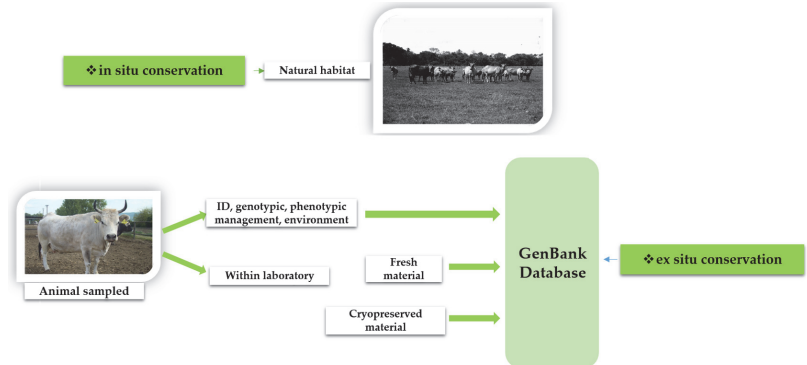 ❖in situ conservation
Natural habitat
ID, genotypic, phenotypic
management, environment
GenBank
Database
Fresh
material
❖ex situ conservation
Within laboratory
Animal sampled
Cryopreserved
material